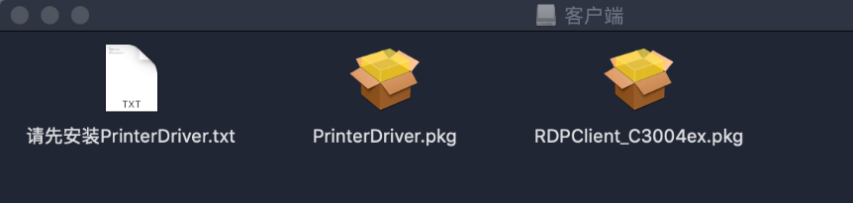 客户端
TXT
请先安装PrinterDriver.txt
PrinterDriver.pkg
RDPClient_C3004ex.pkg